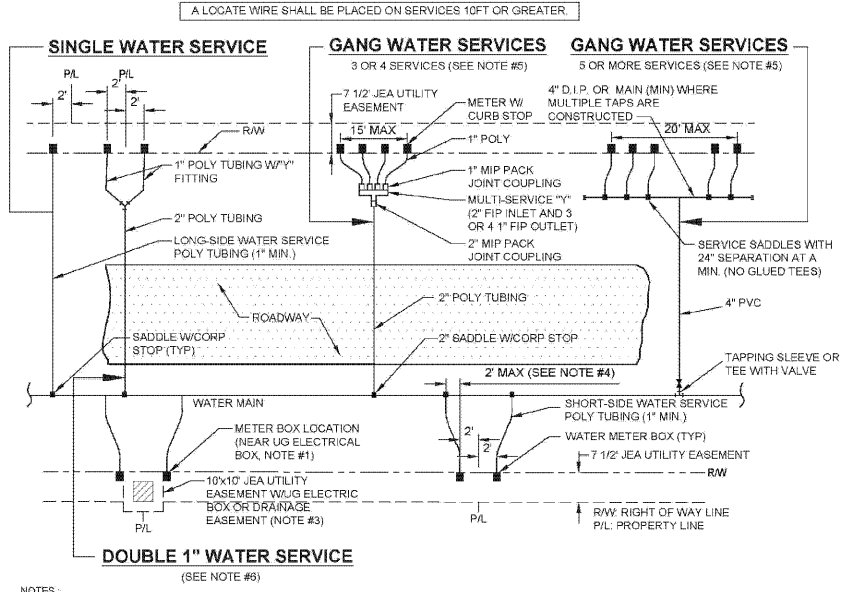 A LOCATE WIRE SHALL BE PLACED ON SERVICES 10FT OR GREATER.
SINGLE WATER SERVICE
GANG WATER SERVICES
3 OR 4 SERVICES (SEE NOTE #5)
GANG WATER SERVICES
5 OR MORE SERVICES (SEE NOTE #5)
P/L
P/L
2'
2'
2'
R/W
7 1/2' JEA UTILITY
EASEMENT
15' MAX
METER W/
CURB STOP
4" D.I.P. OR MAIN (MIN) WHERE
MULTIPLE TAPS ARE
CONSTRUCTED
20' MAX
1" POLY
1" POLY TUBING W/"Y"
FITTING
1" MIP PACK
JOINT COUPLING
MULTI-SERVICE "Y"
(2" FIP INLET AND 3
OR 4 1" FIP OUTLET)
2" POLY TUBING
LONG-SIDE WATER SERVICE
POLY TUBING (1" MIN.)
2" MIP PACK
JOINT COUPLING
SERVICE SADDLES WITH
24" SEPARATION AT A
MIN. (NO GLUED TEES)
2" POLY TUBING
4" PVC
ROADWAY
SADDLE W/CORP
STOP (TYP)
2" SADDLE W/CORP STOP
TAPPING SLEEVE OR
TEE WITH VALVE
2' MAX (SEE NOTE #4)
WATER MAIN
SHORT-SIDE WATER SERVICE
POLY TUBING (1" MIN.)
METER BOX LOCATION
(NEAR UG ELECTRICAL
BOX, NOTE #1)
2'
2'
WATER METER BOX (TYP)
7 1/2' JEA UTILITY EASEMENT
R/W
10'x10' JEA UTILITY
EASEMENT W/UG ELECTRIC
BOX OR DRAINAGE
EASEMENT (NOTE #3)
P/L
P/L
R/W: RIGHT OF WAY LINE
P/L: PROPERTY LINE
DOUBLE 1" WATER SERVICE
(SEE NOTE #6)
NOTES :